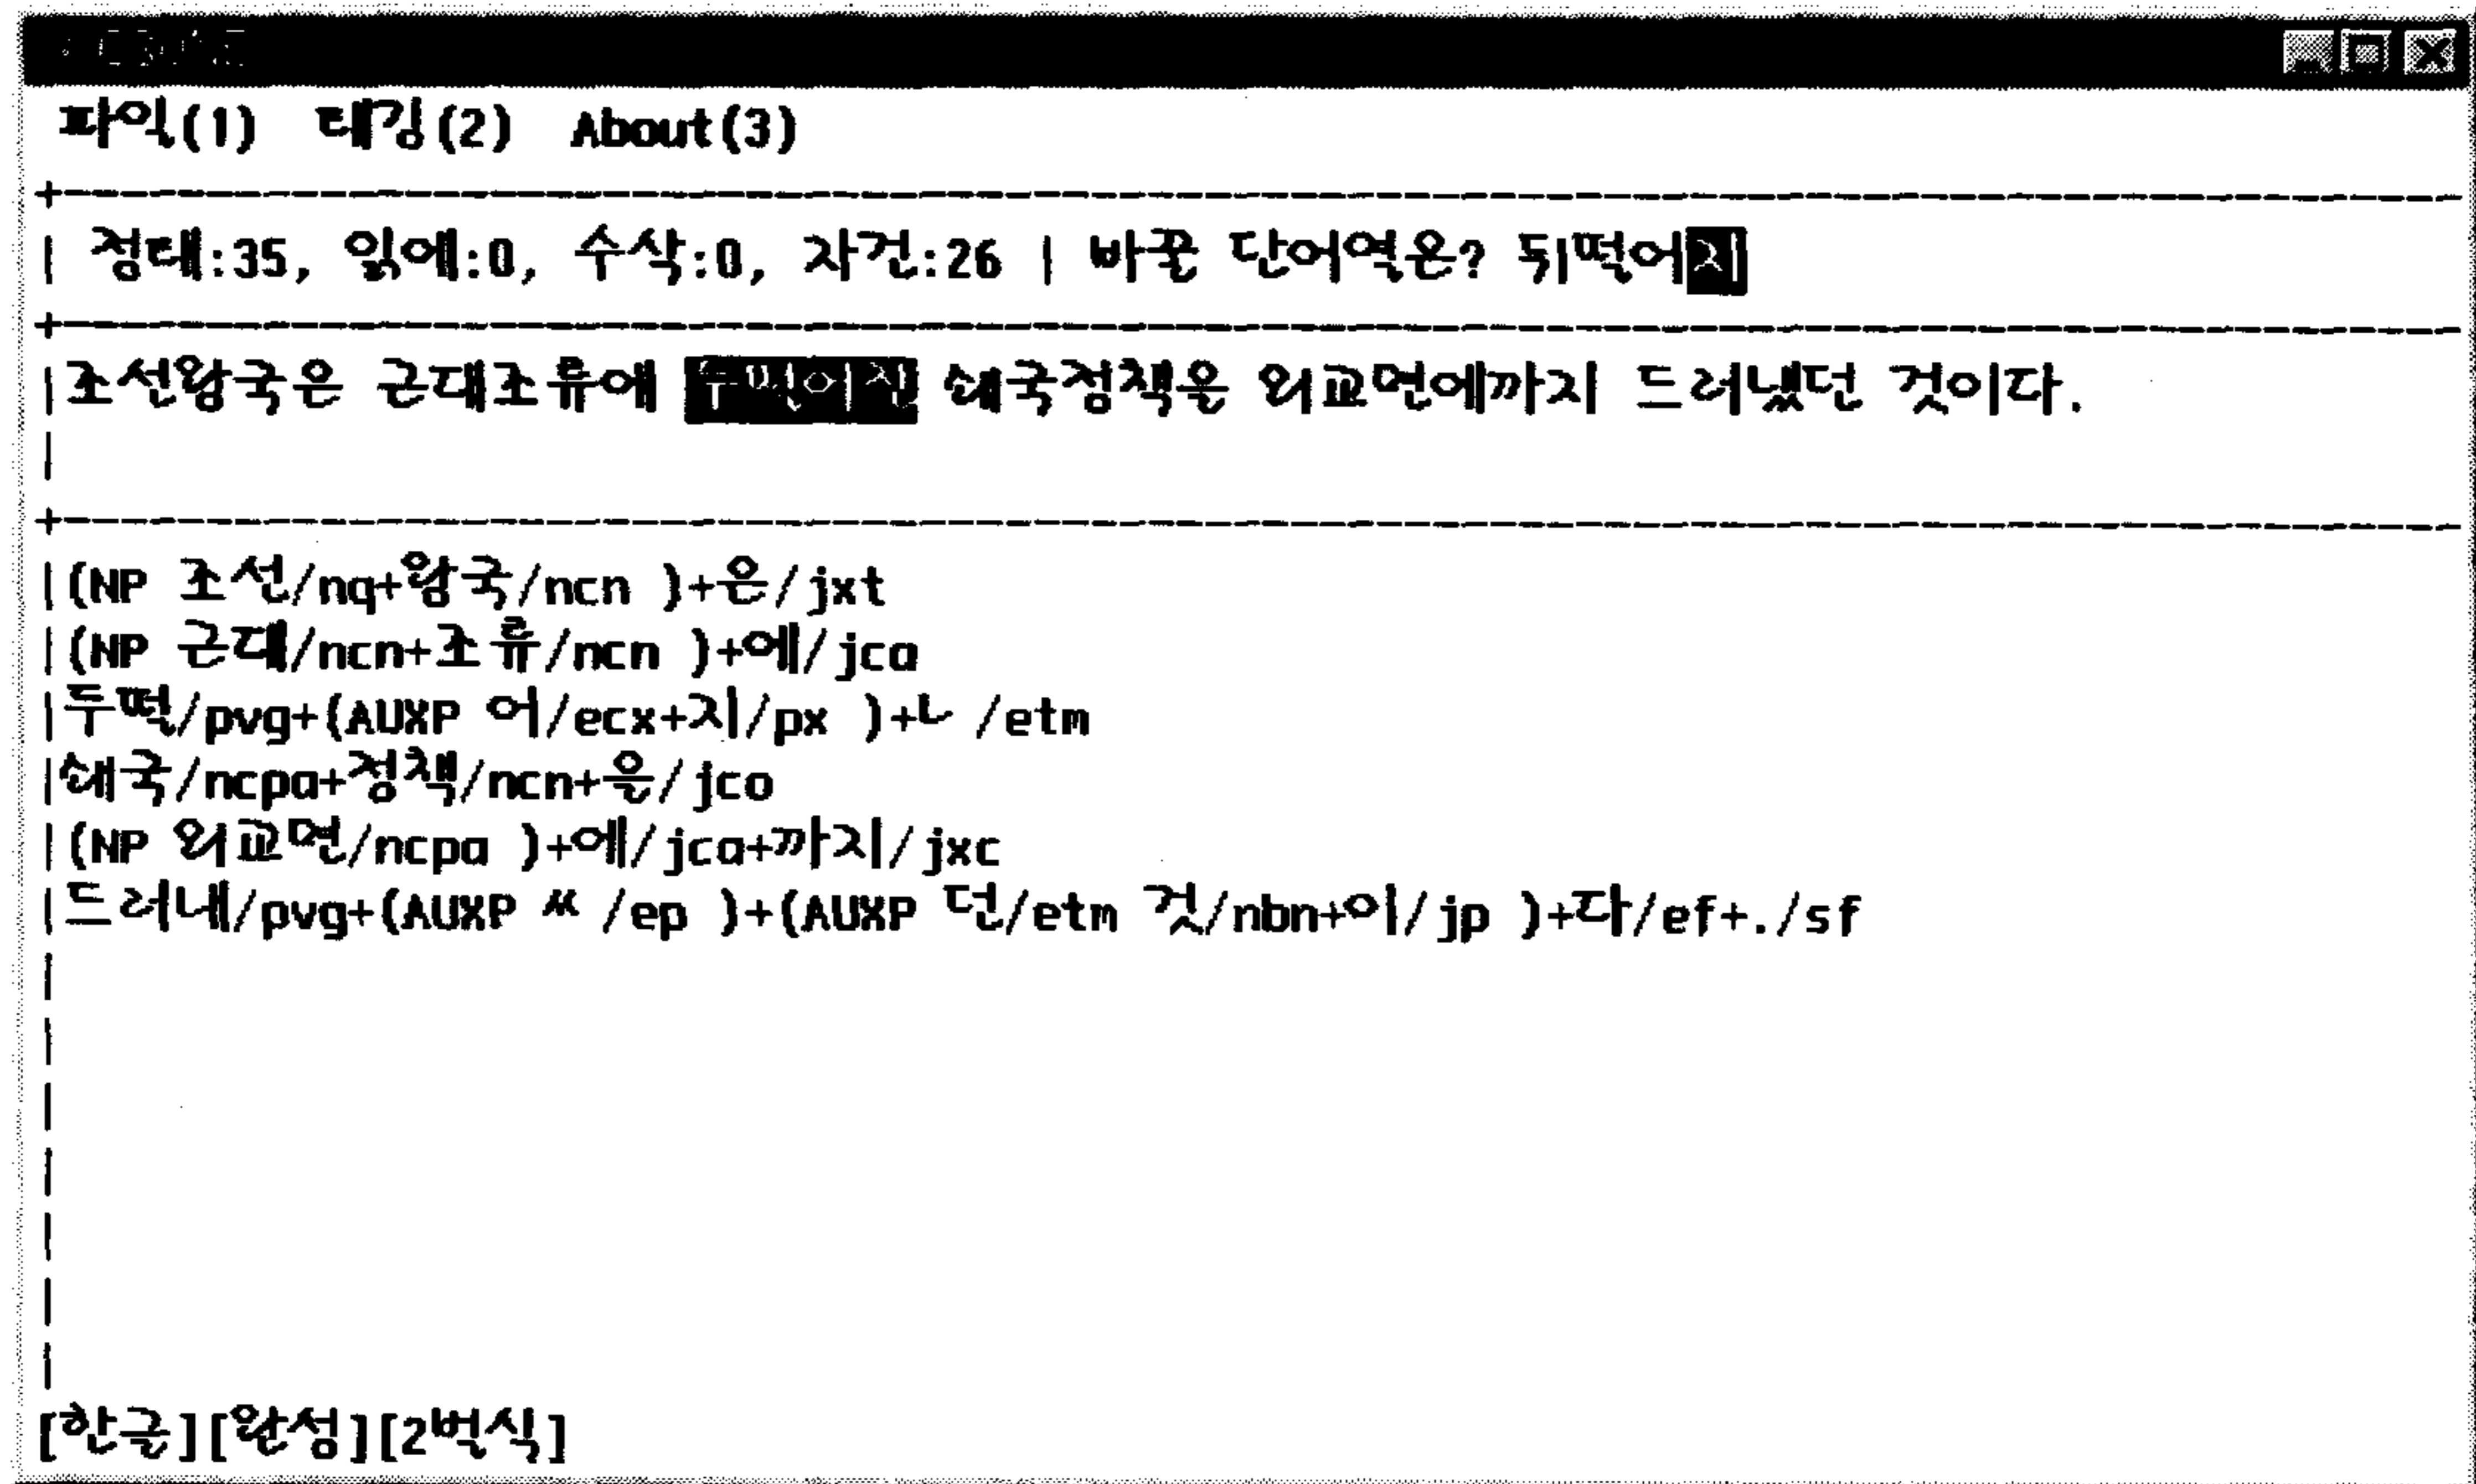 파일(1) 태깅(2) About(3)
정태:35, 잃에:0, 수삭:0, 자건:26 | 바꾼 단어열은? 뒤떨어지
조선왕국은 근대조류에 두떡어진 쇄국정책을 외교면에까지 드러냈던 것이다.
(NP 조선/nq+왕국/ncn )+은/jxt
(NP 근대/ncn+조류/ncn )+에/jca
두떡/pvg+(AUXP 어/ecx+지/px )+ㄴ /etm
쇄국/ncpa+정책/ncn+을/jco
(NP 외교면/ncpa )+에/jca+까지/jxc
드러내/pvg+(AUXP ㅆ /ep )+(AUXP 던/etm 것/nbn+이/jp )+다/ef+./sf
[한글][완성][2벌식]